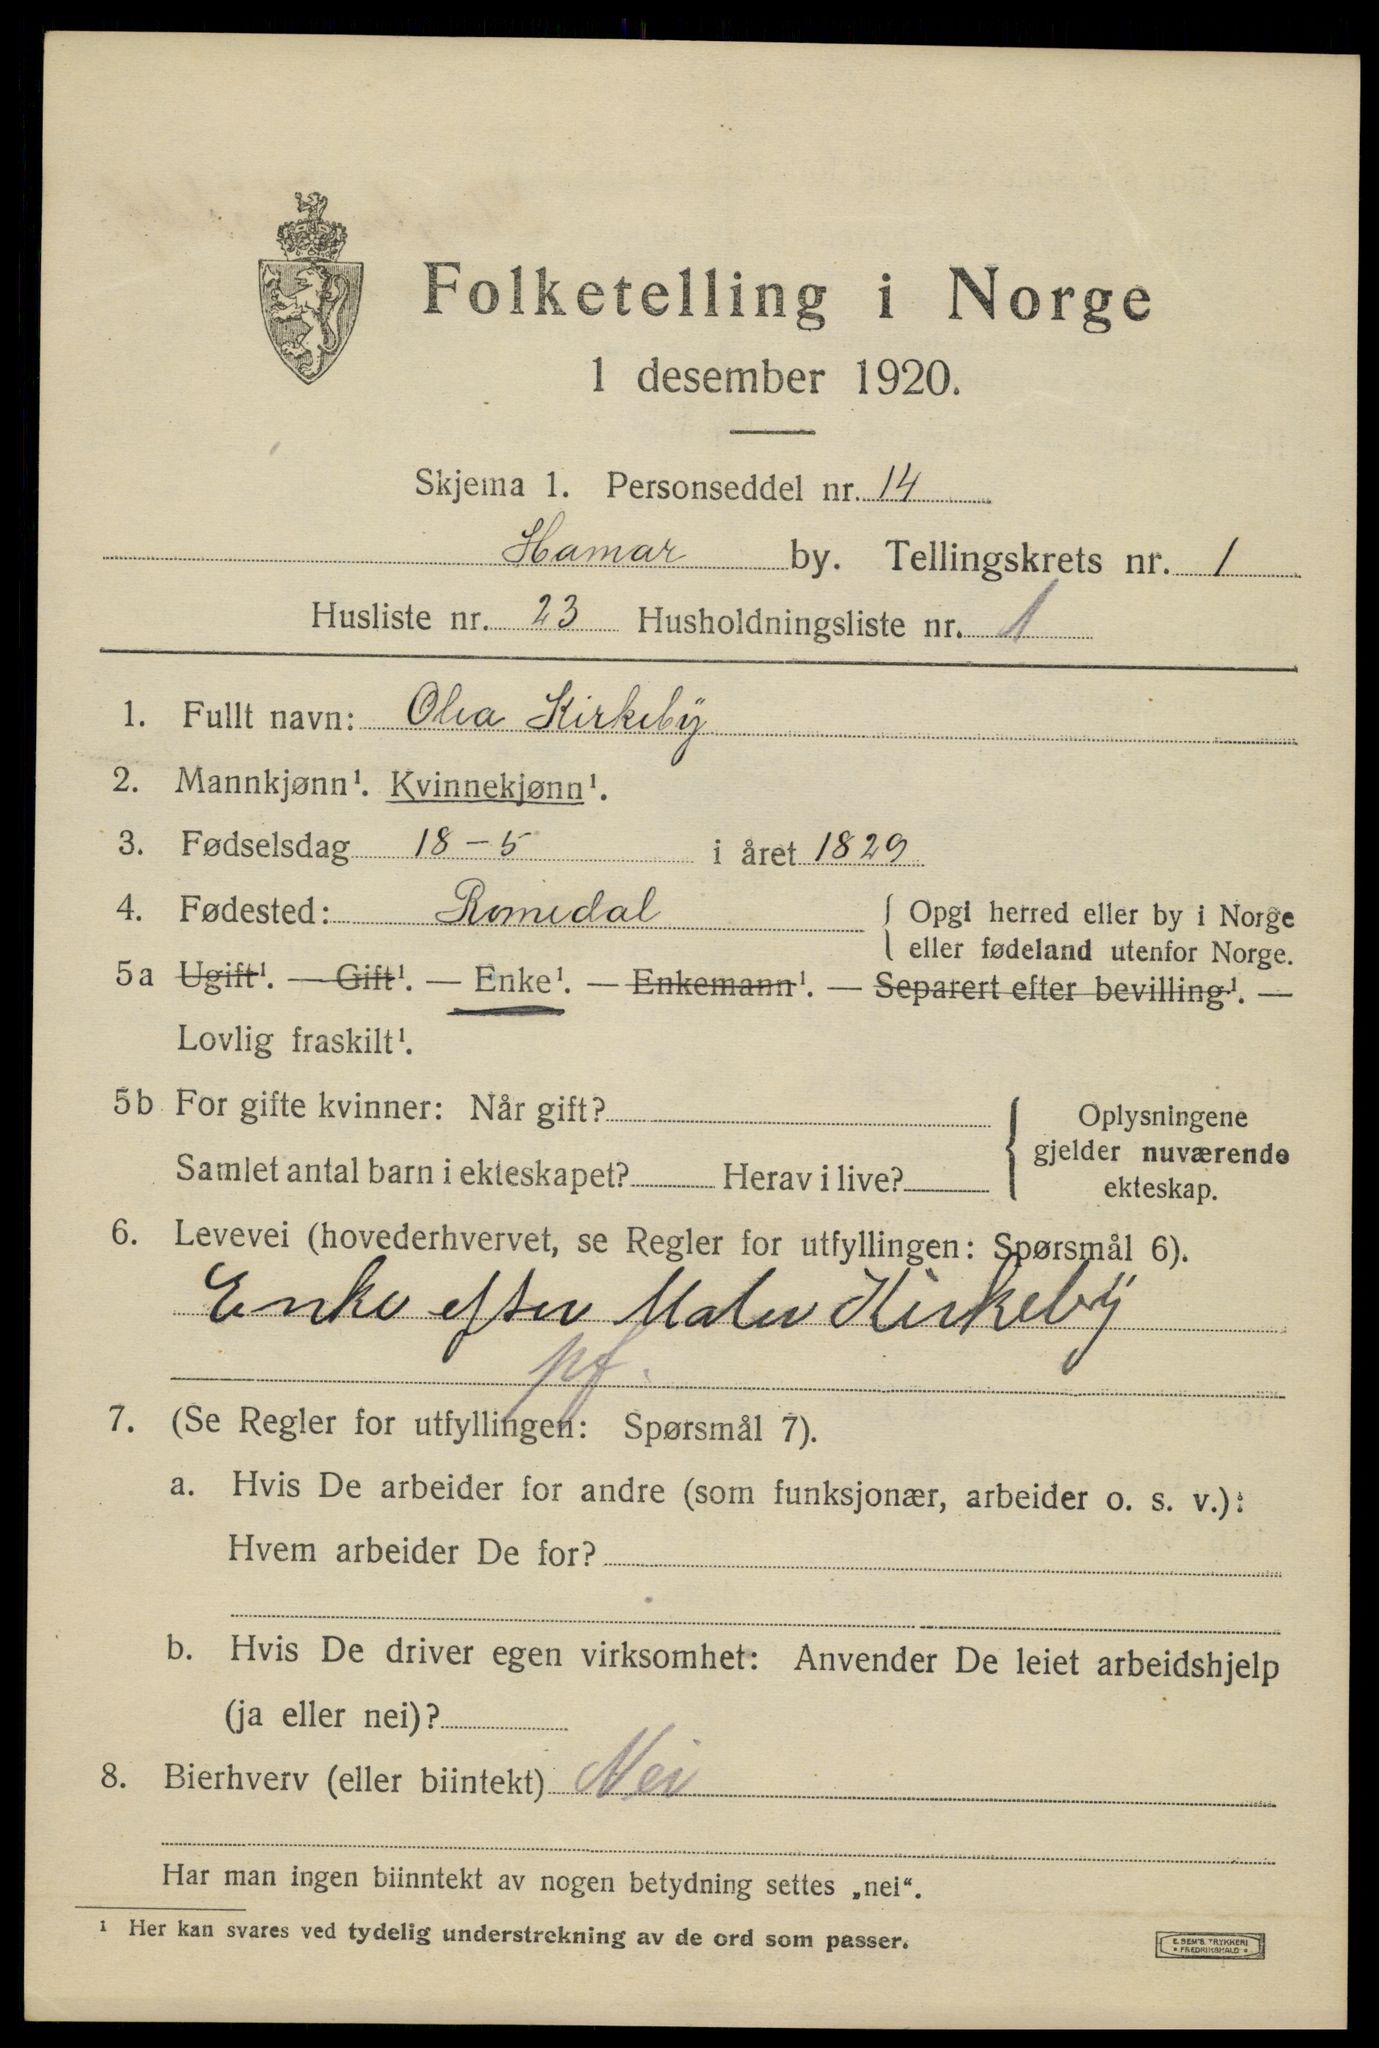 Folketelling i Norge
1 desember 1920.
Skjema 1. Personseddel nr. 14
Hamar by. Tellingskrets nr. 1
Husliste nr. 23 Husholdningsliste nr. 1
1. Fullt navn: Olea Kirkeby
2. Mannkjønn¹. Kvinnekjønn¹.
3. Fødselsdag 18-5 i året 1829
4. Fødested: Romedal { Opgi herred eller by i Norge
eller fødeland utenfor Norge.
5a Ugift¹. — Gift¹. — Enke¹. — Enkemann¹. — Separert efter bevilling¹. —
Lovlig fraskilt¹.
5b For gifte kvinner: Når gift?
Samlet antal barn i ekteskapet? Herav i live?
Oplysningene
gjelder nuværende
ekteskap.
6. Levevei (hovederhvervet, se Regler for utfyllingen: Spørsmål 6).
Enke efter Maler Kirkeby
pf.
7. (Se Regler for utfyllingen: Spørsmål 7).
a. Hvis De arbeider for andre (som funksjonær, arbeider o. s. v.):
Hvem arbeider De for?
b. Hvis De driver egen virksomhet: Anvender De leiet arbeidshjelp
(ja eller nei)?
8. Bierhverv (eller biintekt) Nei
Har man ingen biinntekt av nogen betydning settes „nei“.
¹ Her kan svares ved tydelig understrekning av de ord som passer.
E. SEM'S TRYKKERI
• FREDRIKSHALD •